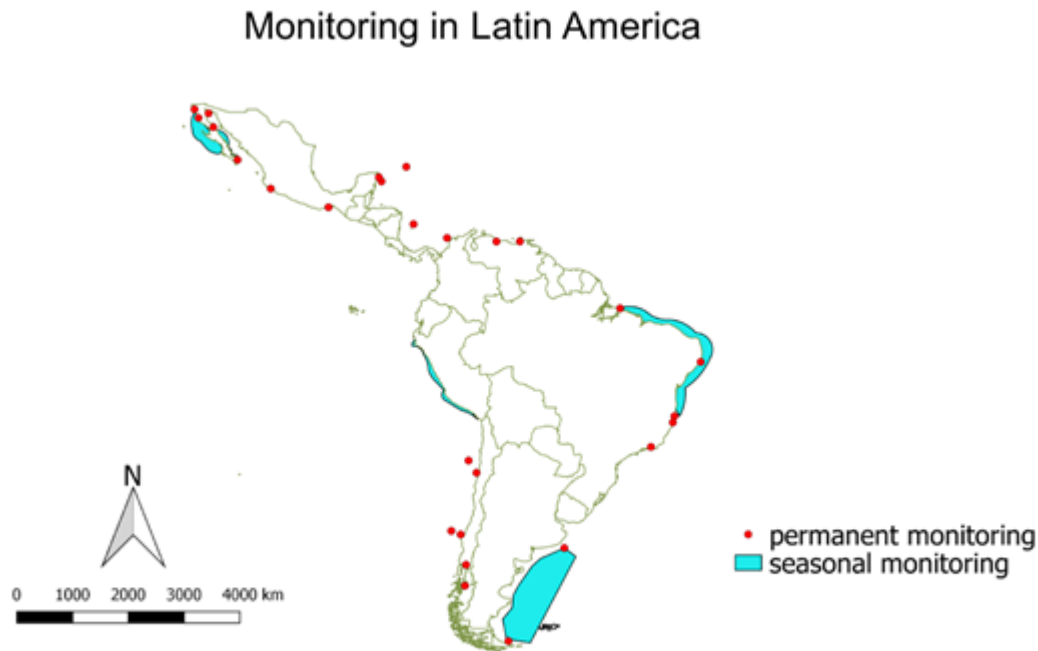 Monitoring in Latin America
N
0 1000 2000 3000 4000 km
permanent monitoring
seasonal monitoring